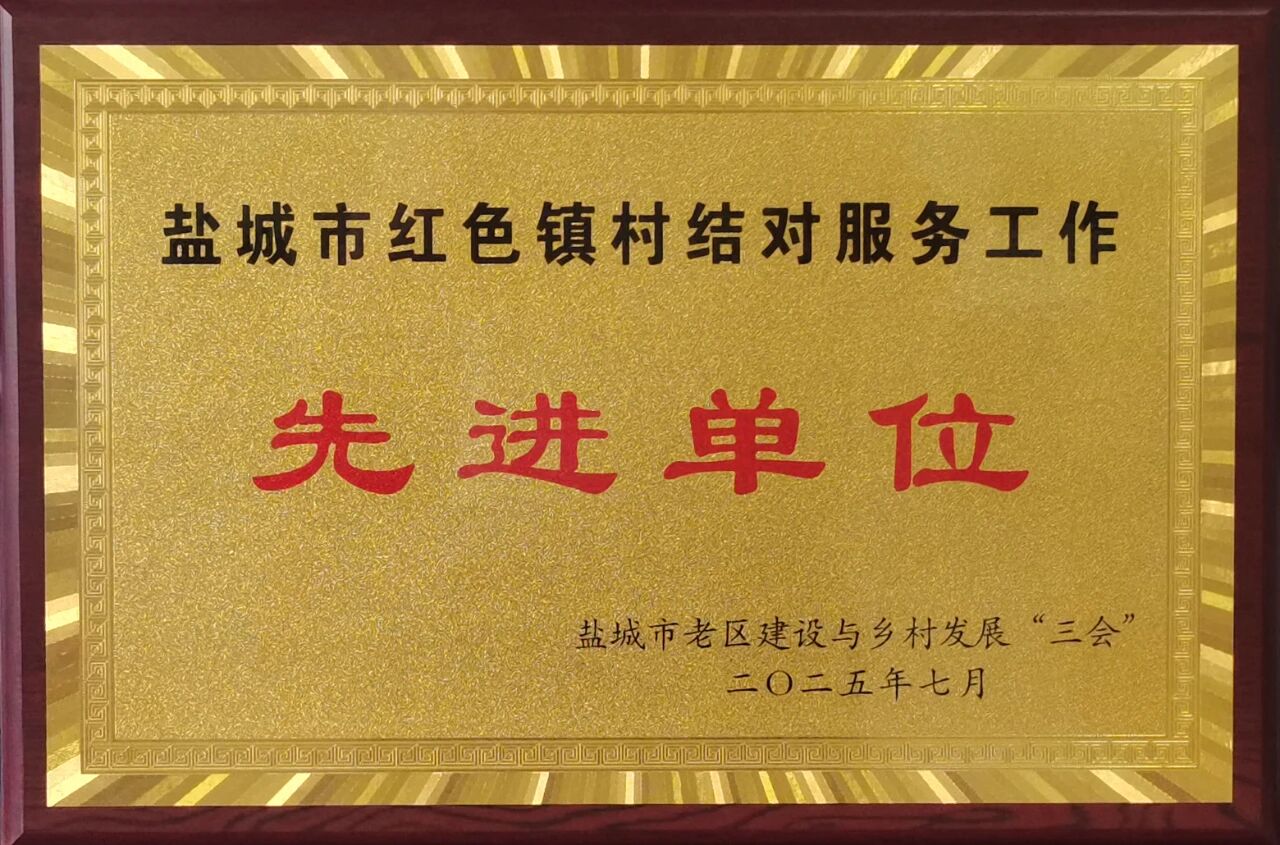 盐城市红色镇村结对服务工作
先进单位
盐城市老区建设与乡村发展“三会”
二〇二五年七月